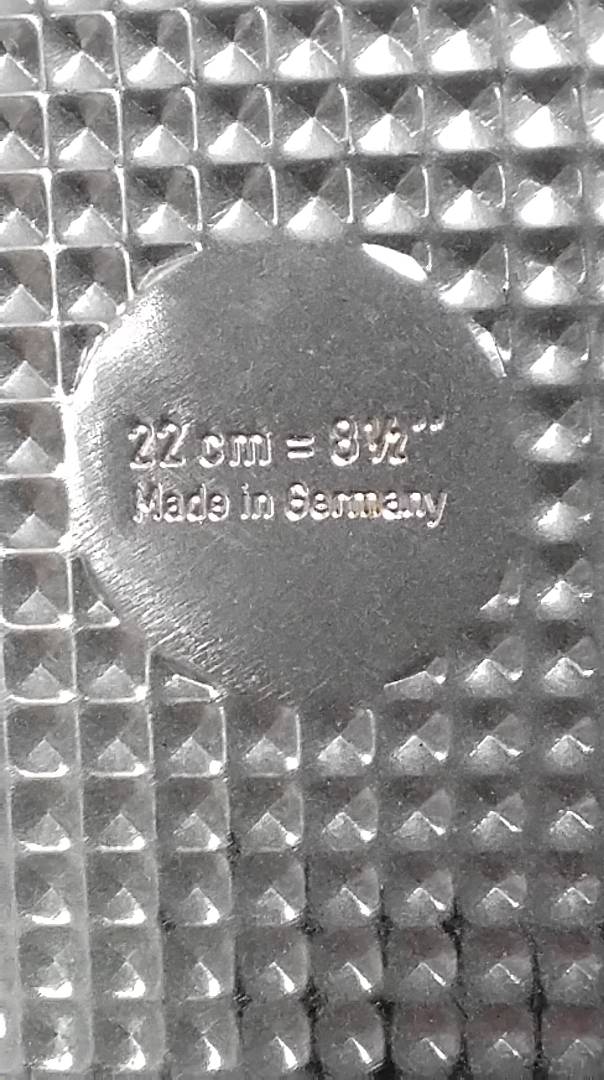 22 cm = 8½"
Made in Germany